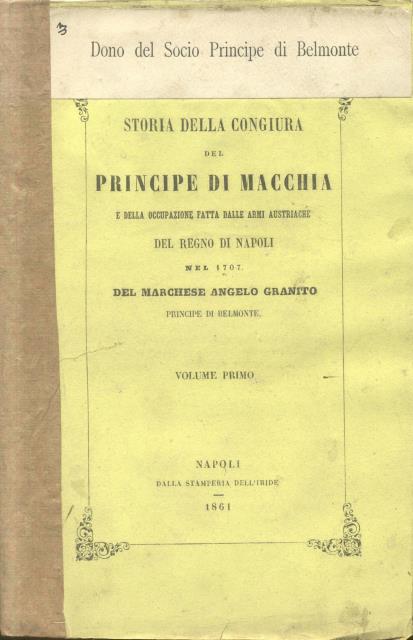 3
Dono del Socio Principe di Belmonte
STORIA DELLA CONGIURA
DEL
PRINCIPE DI MACCHIA
E DELLA OCCUPAZIONE FATTA DALLE ARMI AUSTRIACHE
DEL REGNO DI NAPOLI
NEL 1707.
DEL MARCHESE ANGELO GRANITO
PRINCIPE DI BELMONTE.
VOLUME PRIMO
NAPOLI
DALLA STAMPERIA DELL'IRIDE
1861